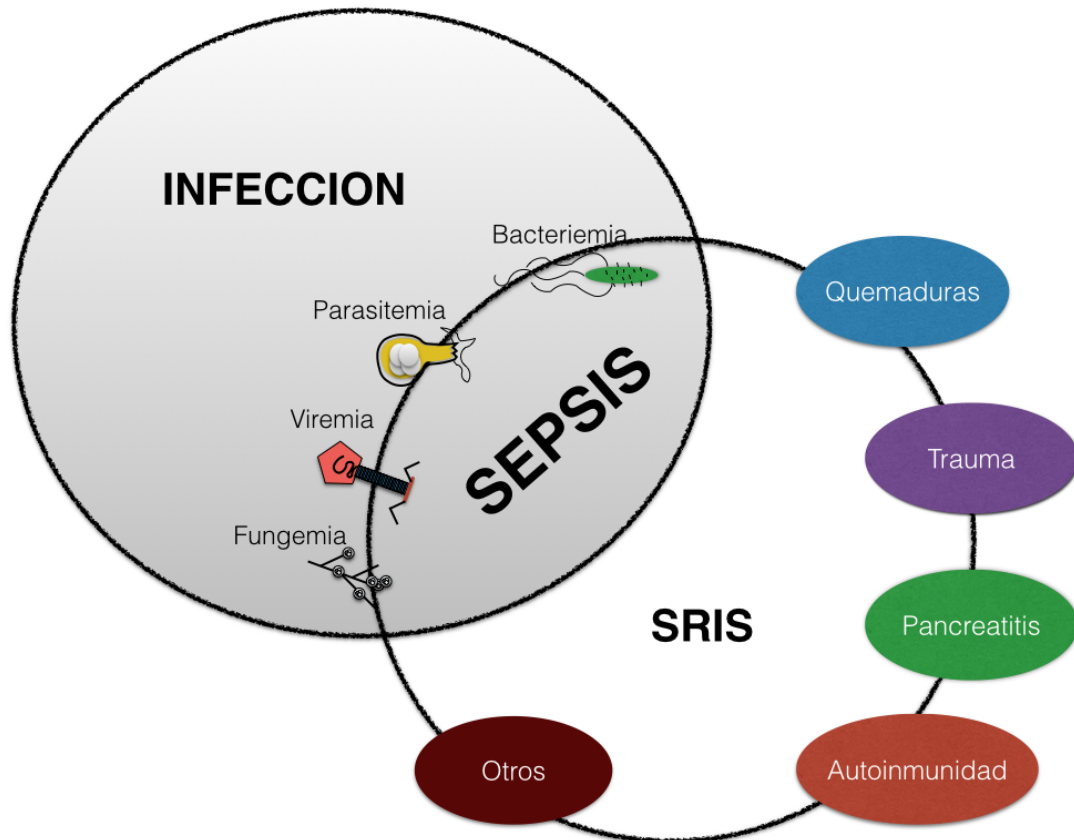 INFECCION
Bacteriemia
Parasitemia
Viremia
Fungemia
SEPSIS
SRIS
Quemaduras
Trauma
Pancreatitis
Autoinmunidad
Otros